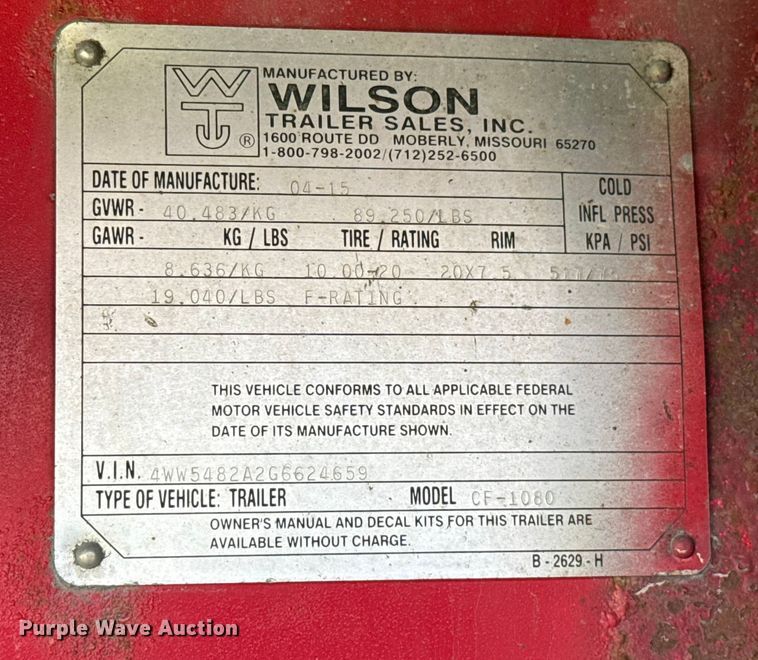 WTJ ®
MANUFACTURED BY:
WILSON
TRAILER SALES, INC.
1600 ROUTE DD MOBERLY, MISSOURI 65270
1-800-798-2002/(712)252-6500
DATE OF MANUFACTURE: 04-15
COLD
INFL PRESS
KPA / PSI
GVWR - 40.483/KG 89.250/LBS
GAWR - KG / LBS TIRE / RATING RIM
8.636/KG 10.00-20 20X7.5
19.040/LBS F-RATING
THIS VEHICLE CONFORMS TO ALL APPLICABLE FEDERAL
MOTOR VEHICLE SAFETY STANDARDS IN EFFECT ON THE
DATE OF ITS MANUFACTURE SHOWN.
V.I.N. 4WW5482A2G6624659
TYPE OF VEHICLE: TRAILER MODEL CF-1080
OWNER'S MANUAL AND DECAL KITS FOR THIS TRAILER ARE
AVAILABLE WITHOUT CHARGE.
B - 2629 - H
Purple Wave Auction